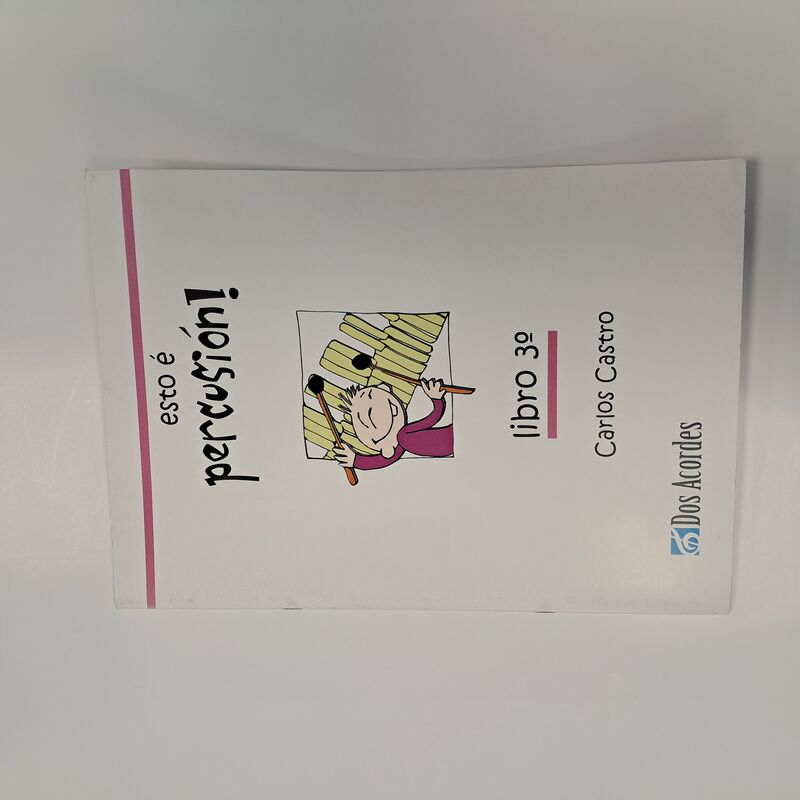 esto é
percusión!
libro 3º
Carlos Castro
Dos Acordes